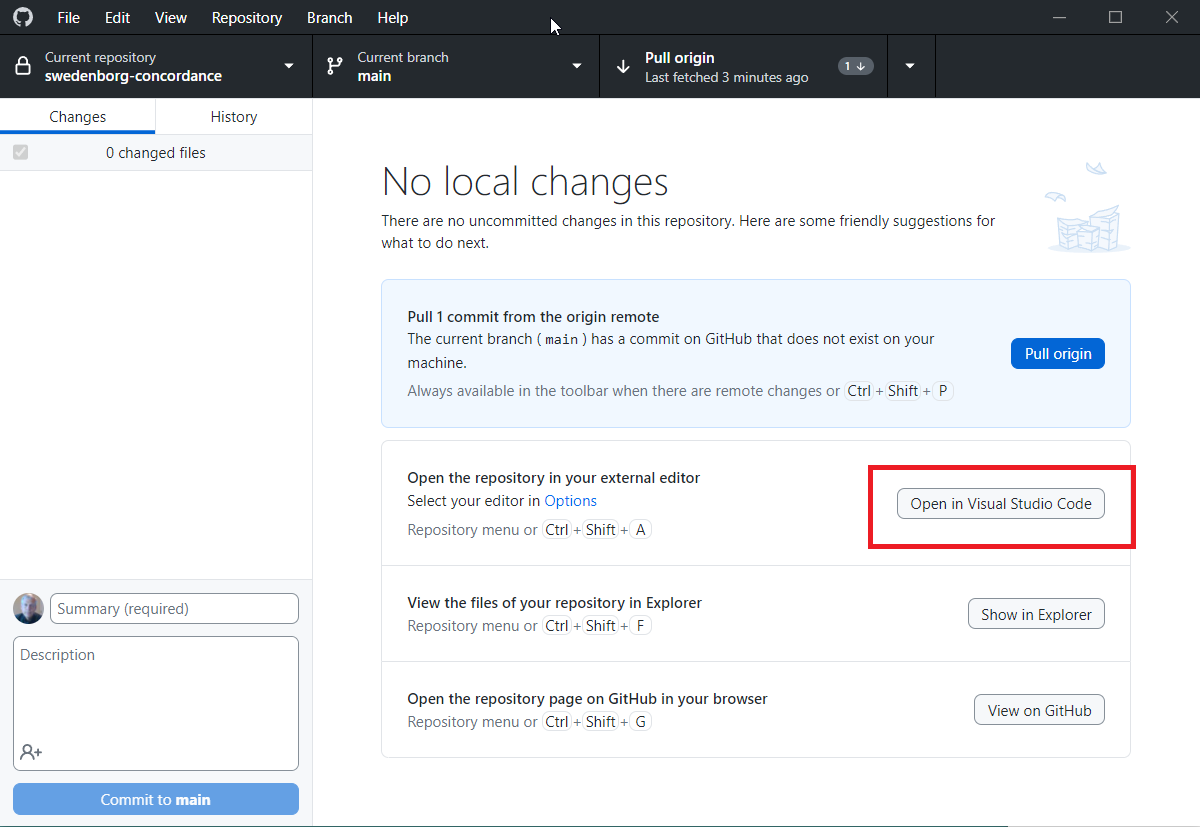 File Edit View Repository Branch Help
Current repository
swedenborg-concordance
Current branch
main
Pull origin
Last fetched 3 minutes ago
1
Changes History
0 changed files
No local changes
There are no uncommitted changes in this repository. Here are some friendly suggestions for
what to do next.
Pull 1 commit from the origin remote
The current branch ( main ) has a commit on GitHub that does not exist on your
machine.
Always available in the toolbar when there are remote changes or Ctrl + Shift + P
Pull origin
Open the repository in your external editor
Select your editor in Options
Repository menu or Ctrl + Shift + A
Open in Visual Studio Code
View the files of your repository in Explorer
Repository menu or Ctrl + Shift + F
Show in Explorer
Open the repository page on GitHub in your browser
Repository menu or Ctrl + Shift + G
View on GitHub
Summary (required)
Description
Commit to main